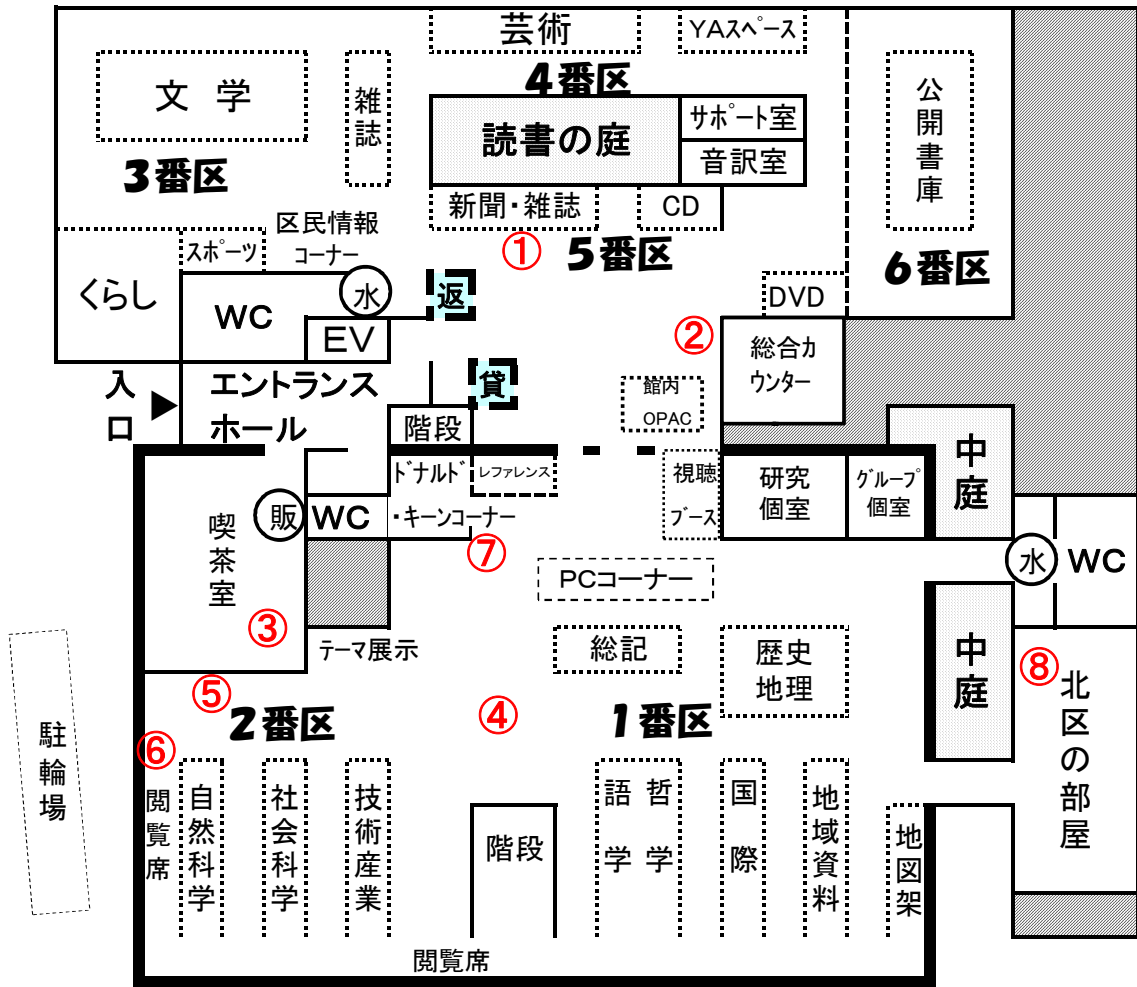 芸術
YAスペース
文学
雑誌
4番区
公開書庫
読書の庭
サポート室
音訳室
3番区
新聞・雑誌
CD
区民情報
コーナー
スポーツ
①
5番区
6番区
くらし
WC
水
返
DVD
EV
②
総合カ
ウンター
入口
エントランス
ホール
貸
館内
OPAC
階段
中庭
ドナルド
・キーンコーナー
レファレンス
視聴
ブース
研究
個室
グループ
個室
喫茶室
販
WC
⑦
PCコーナー
水
WC
③
テーマ展示
総記
歴史
地理
中庭
⑧
北区の部屋
⑤
2番区
④
1番区
⑥
駐輪場
閲覧席
自然科学
社会科学
技術産業
階段
語学
哲学
国際
地域資料
地図架
閲覧席